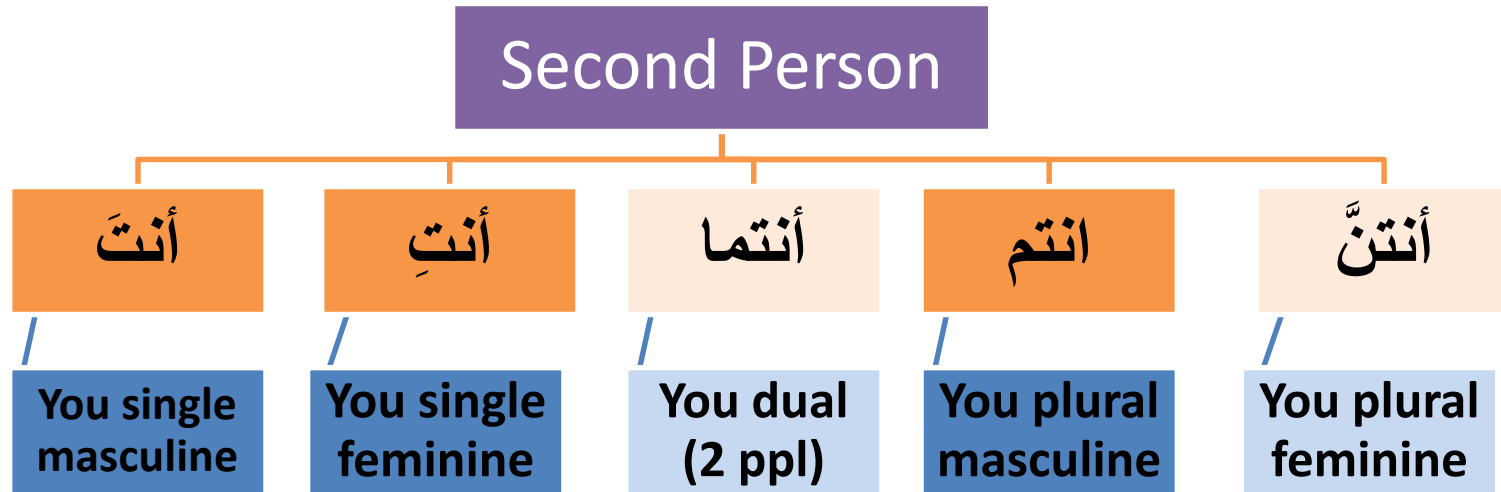 Second Person
أنتَ
أنتِ
أنتما
انتم
أنتنَّ
You single
masculine
You single
feminine
You dual
(2 ppl)
You plural
masculine
You plural
feminine